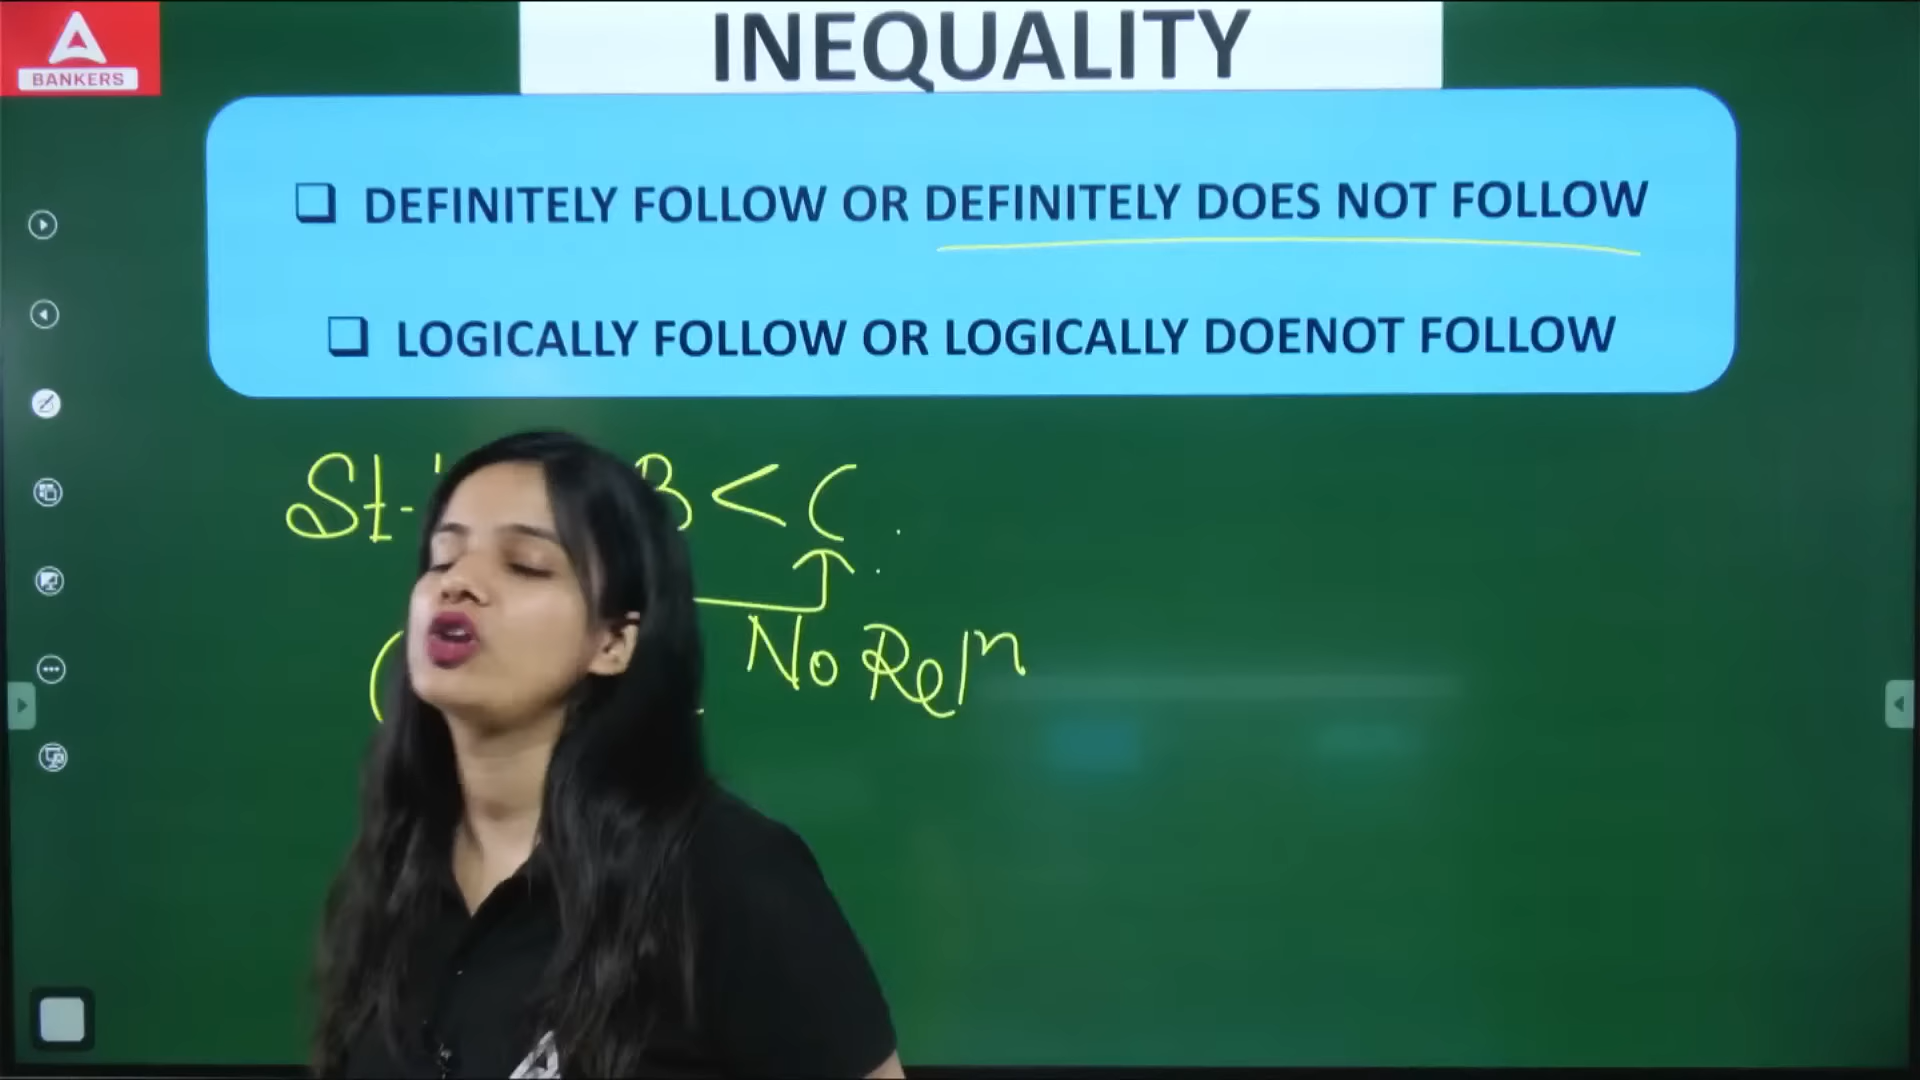 BANKERS
INEQUALITY
❑ DEFINITELY FOLLOW OR DEFINITELY DOES NOT FOLLOW
❑ LOGICALLY FOLLOW OR LOGICALLY DOENOT FOLLOW
St- B < C
No Reln